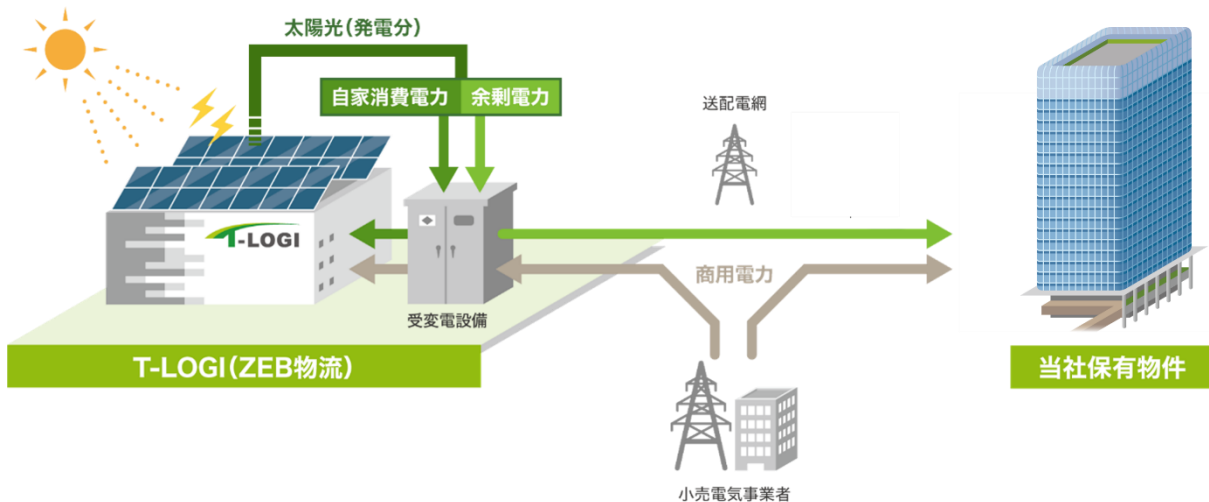 太陽光(発電分)
自家消費電力
余剰電力
送配電網
T-LOGI
商用電力
受変電設備
T-LOGI(ZEB物流)
当社保有物件
小売電気事業者